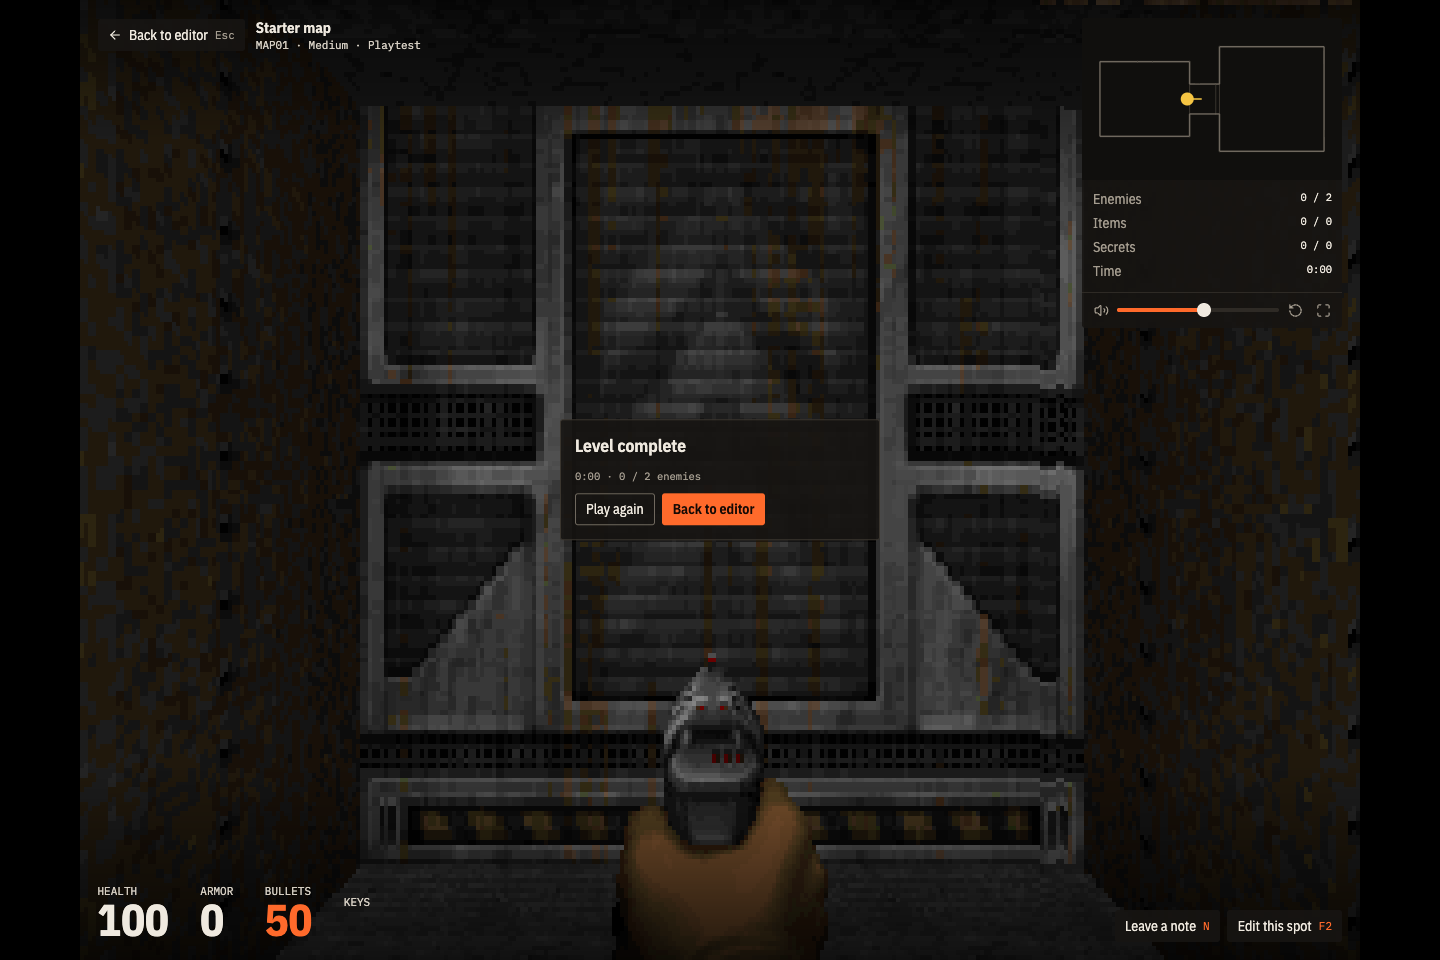 Back to editor Esc
Starter map
MAP01 · Medium · Playtest
Enemies 0 / 2
Items 0 / 0
Secrets 0 / 0
Time 0:00
Level complete
0:00 · 0 / 2 enemies
Play again Back to editor
HEALTH ARMOR BULLETS KEYS
100 0 50
Leave a note N Edit this spot F2